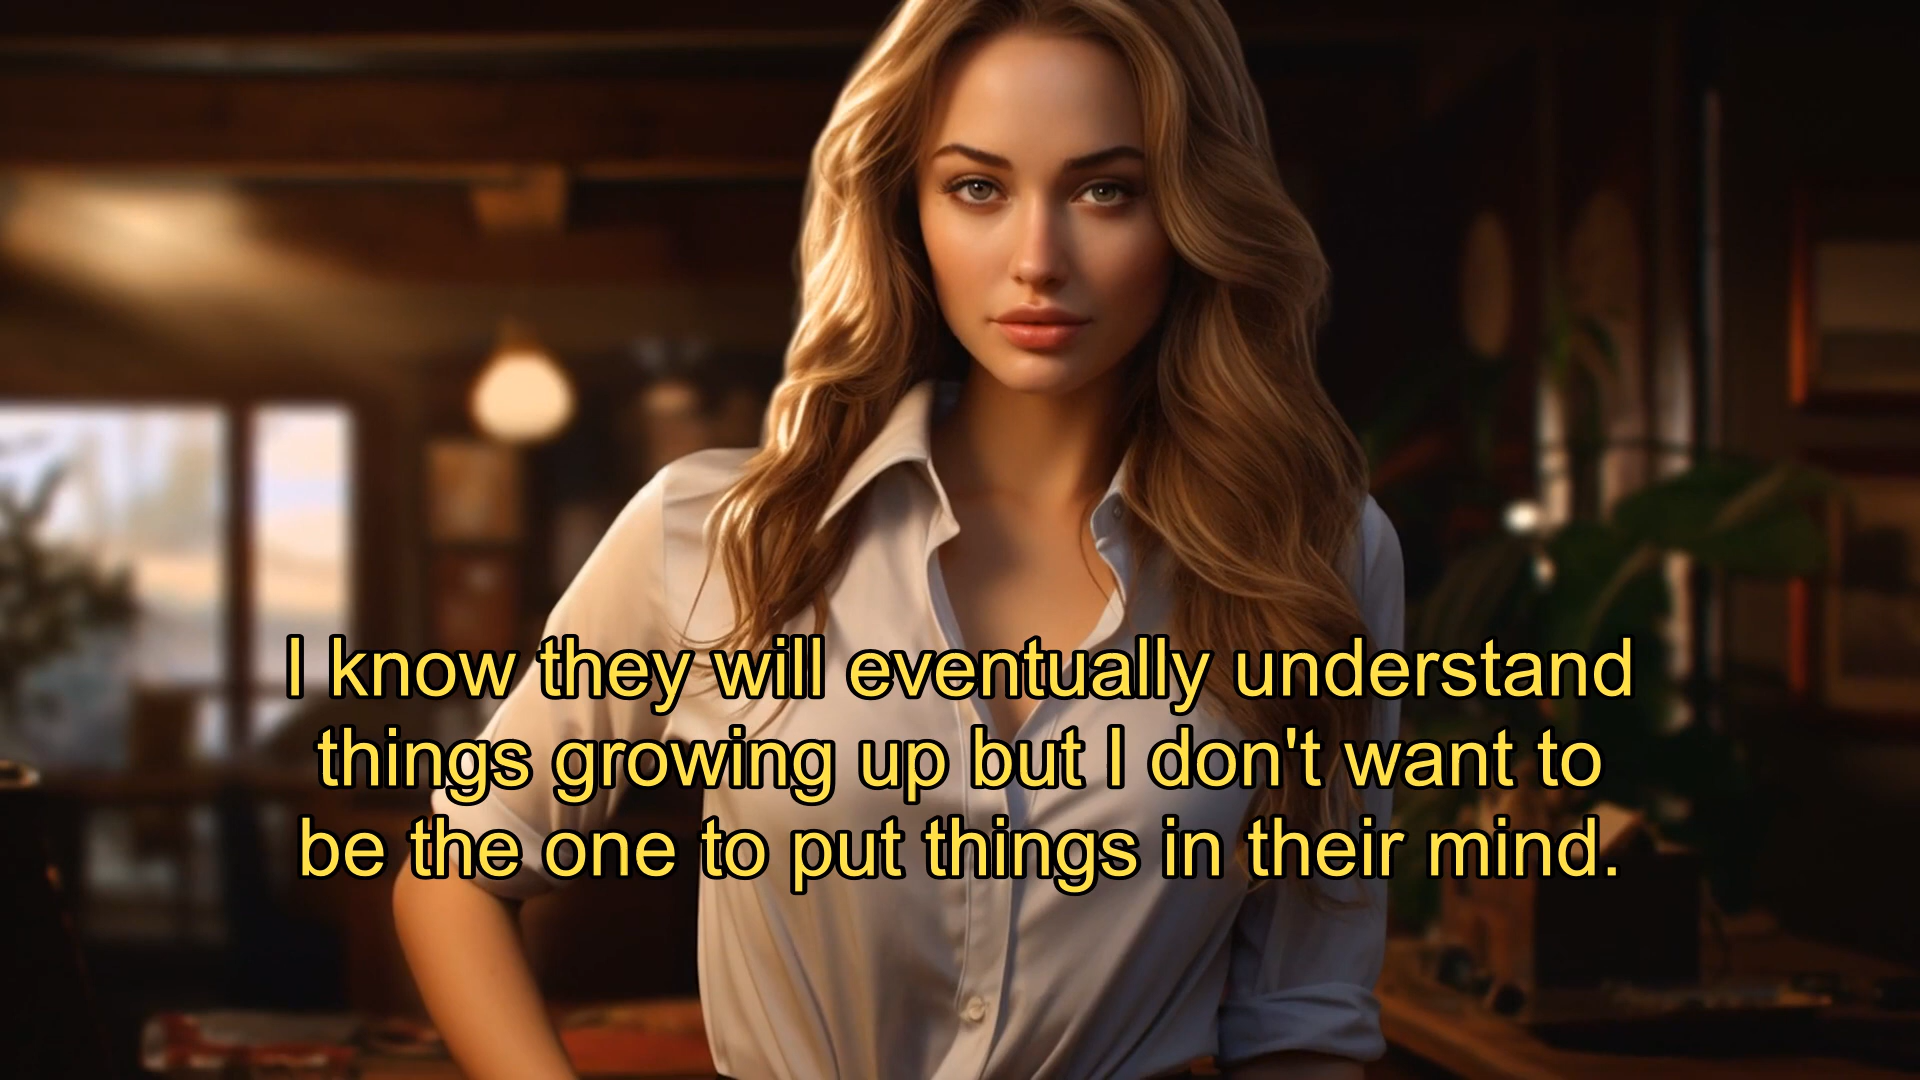 I know they will eventually understand
things growing up but I don't want to
be the one to put things in their mind.